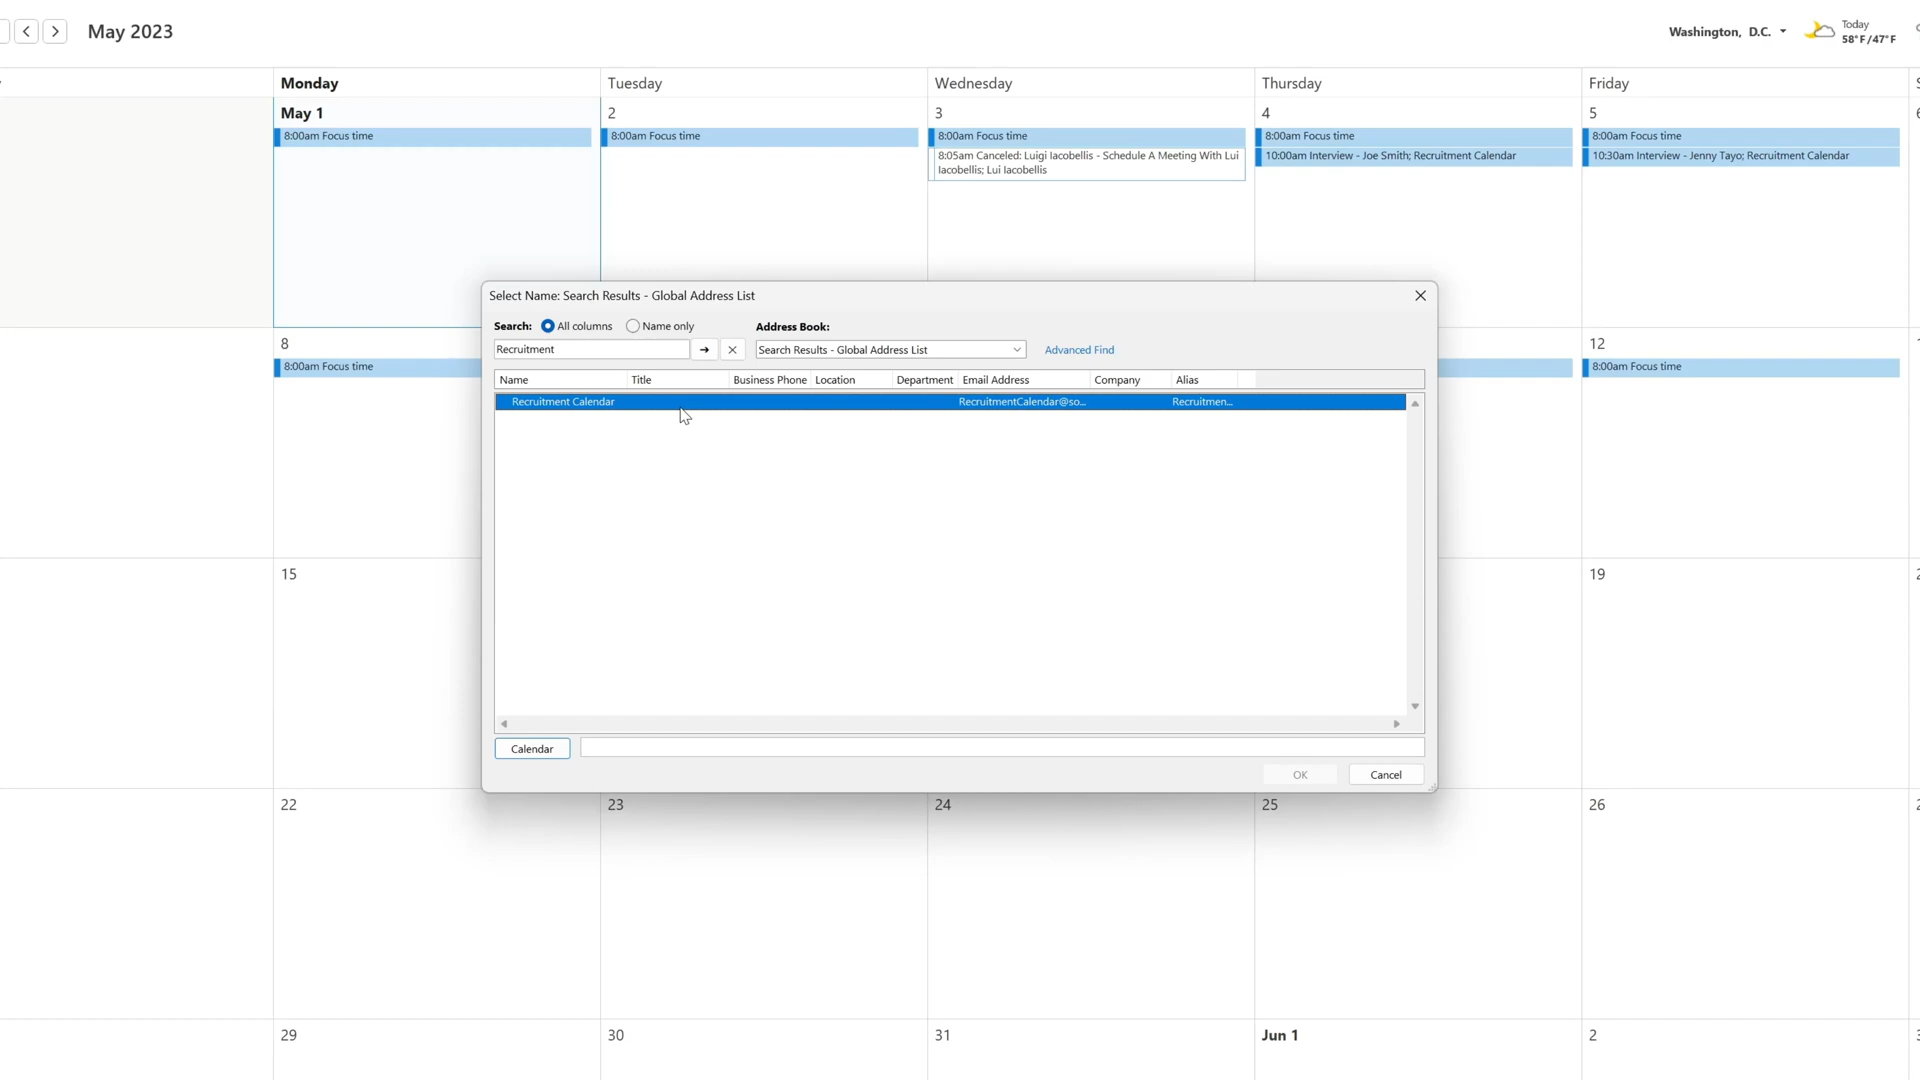 May 2023
Washington, D.C.
Today
58°F/47°F
Monday
Tuesday
Wednesday
Thursday
Friday
May 1
2
3
4
5
8:00am Focus time
8:00am Focus time
8:00am Focus time
8:00am Focus time
8:00am Focus time
8:05am Canceled: Luigi Iacobellis - Schedule A Meeting With Lui
Iacobellis; Lui Iacobellis
10:00am Interview - Joe Smith; Recruitment Calendar
10:30am Interview - Jenny Tayo; Recruitment Calendar
Select Name: Search Results - Global Address List
Search: All columns Name only
Address Book:
Recruitment
Search Results - Global Address List
Advanced Find
Name Title Business Phone Location Department Email Address Company Alias
Recruitment Calendar RecruitmentCalendar@so... Recruitmen...
Calendar
OK
Cancel
8
12
8:00am Focus time
8:00am Focus time
15
19
22
23
24
25
26
29
30
31
Jun 1
2